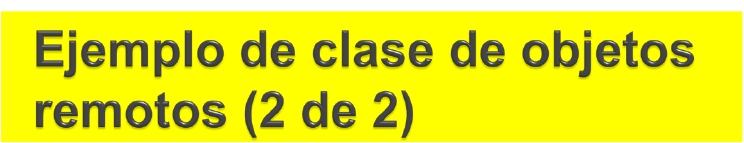 Ejemplo de clase de objetos
remotos (2 de 2)